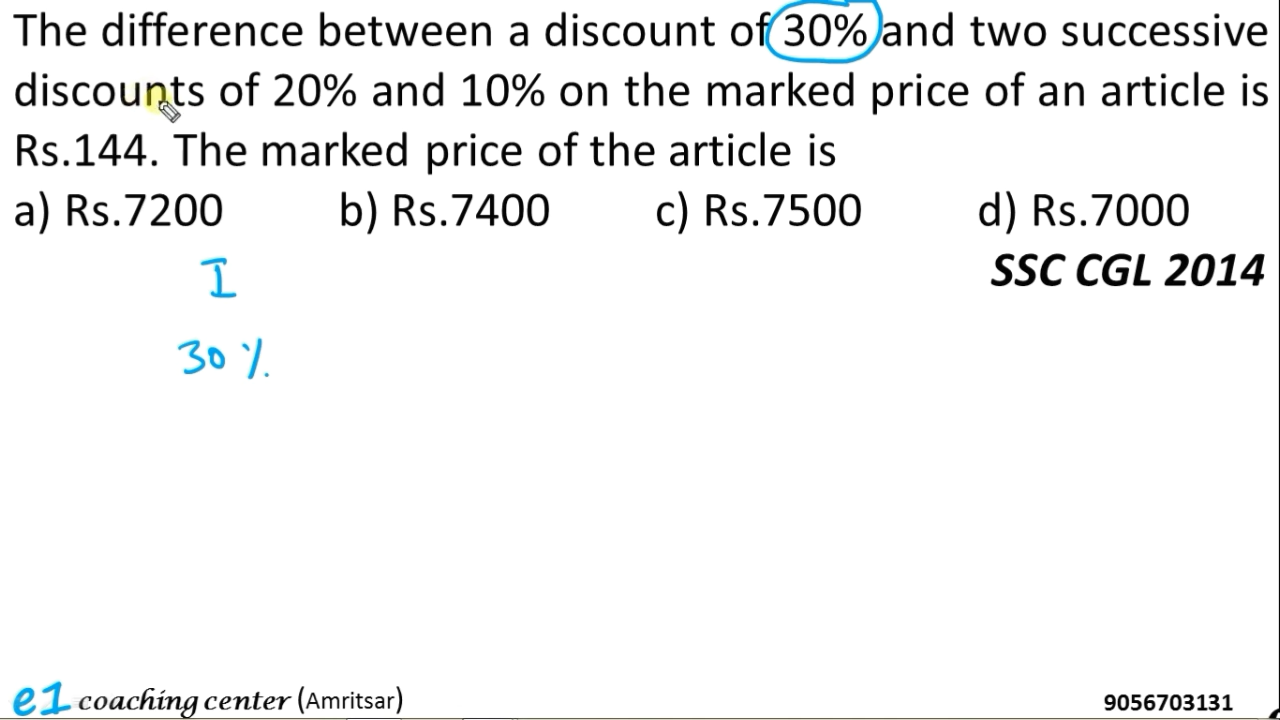 The difference between a discount of 30% and two successive
discounts of 20% and 10% on the marked price of an article is
Rs.144. The marked price of the article is
a) Rs.7200 b) Rs.7400 c) Rs.7500 d) Rs.7000
SSC CGL 2014
I
30%
e1 coaching center (Amritsar) 9056703131